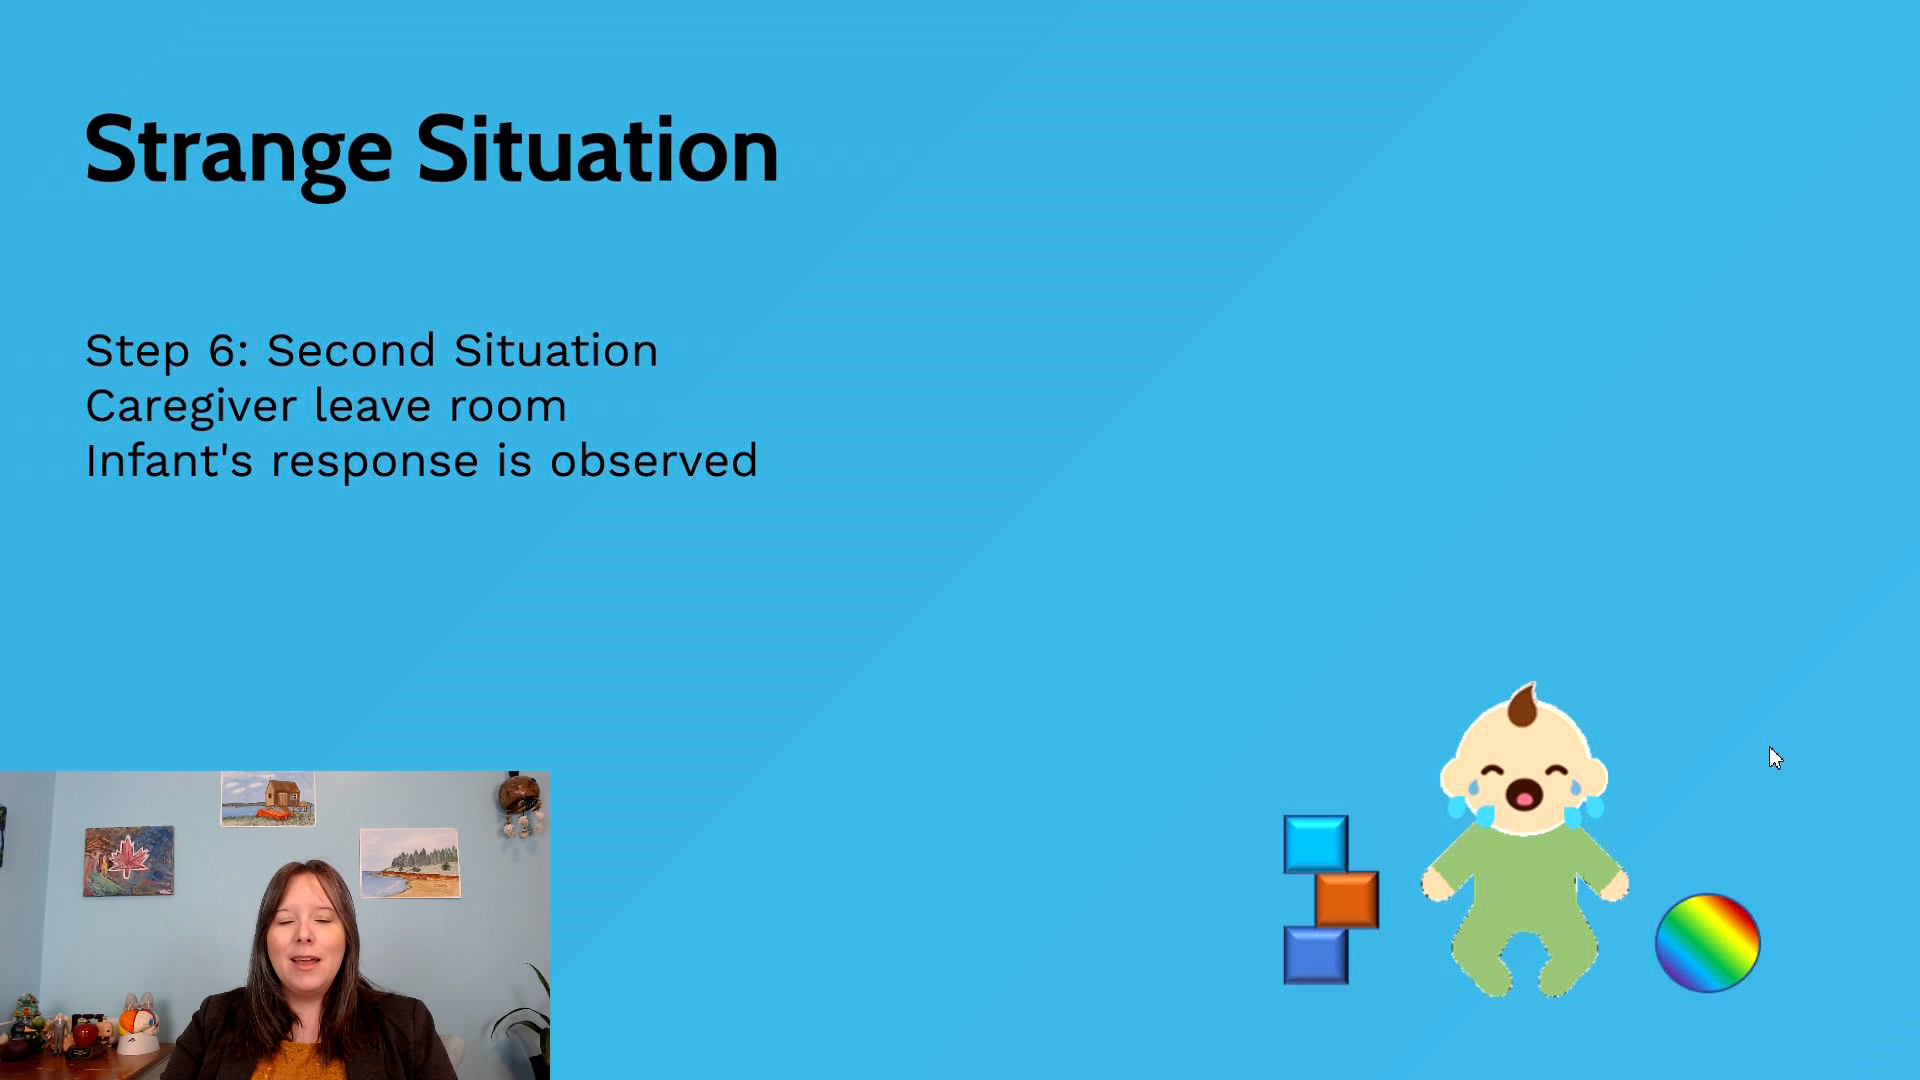 Strange Situation
Step 6: Second Situation
Caregiver leave room
Infant's response is observed